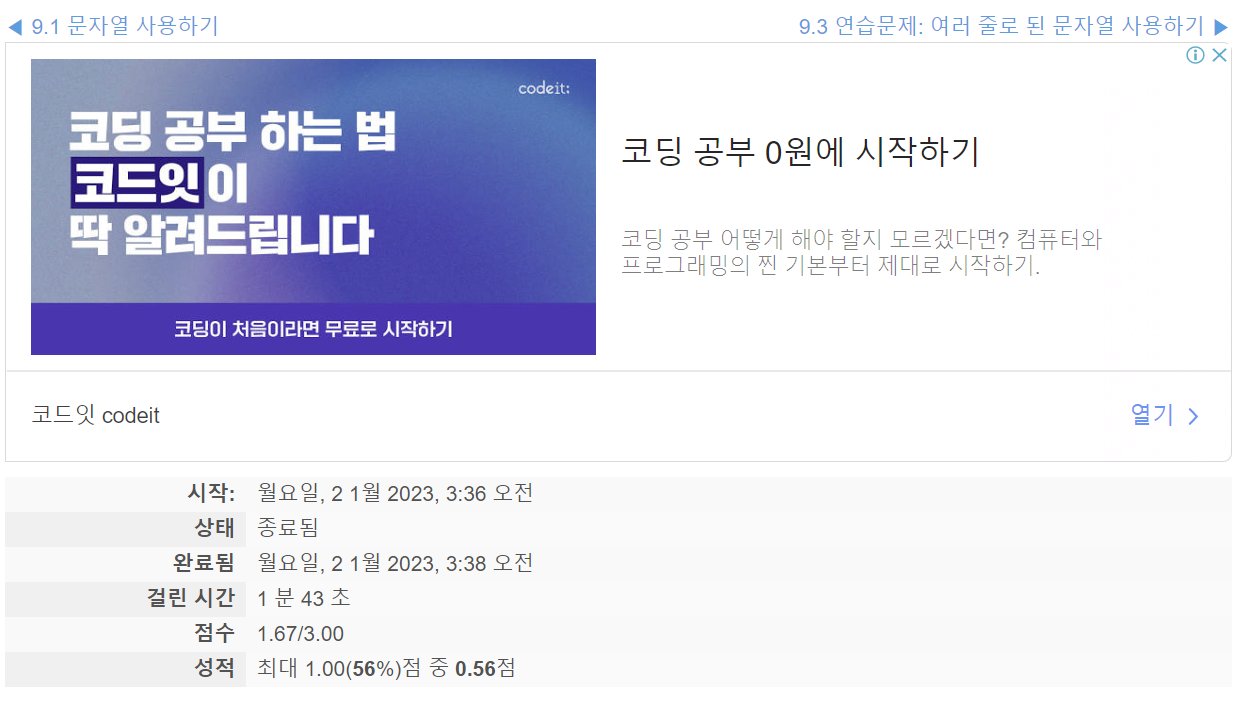 ◀ 9.1 문자열 사용하기
9.3 연습문제: 여러 줄로 된 문자열 사용하기 ▶
codeit:
코딩 공부 하는 법
코드잇이
딱 알려드립니다
코딩이 처음이라면 무료로 시작하기
코딩 공부 0원에 시작하기
코딩 공부 어떻게 해야 할지 모르겠다면? 컴퓨터와
프로그래밍의 찐 기본부터 제대로 시작하기.
코드잇 codeit
열기 >
시작: 월요일, 2 1월 2023, 3:36 오전
상태 종료됨
완료됨 월요일, 2 1월 2023, 3:38 오전
걸린 시간 1 분 43 초
점수 1.67/3.00
성적 최대 1.00(56%)점 중 0.56점